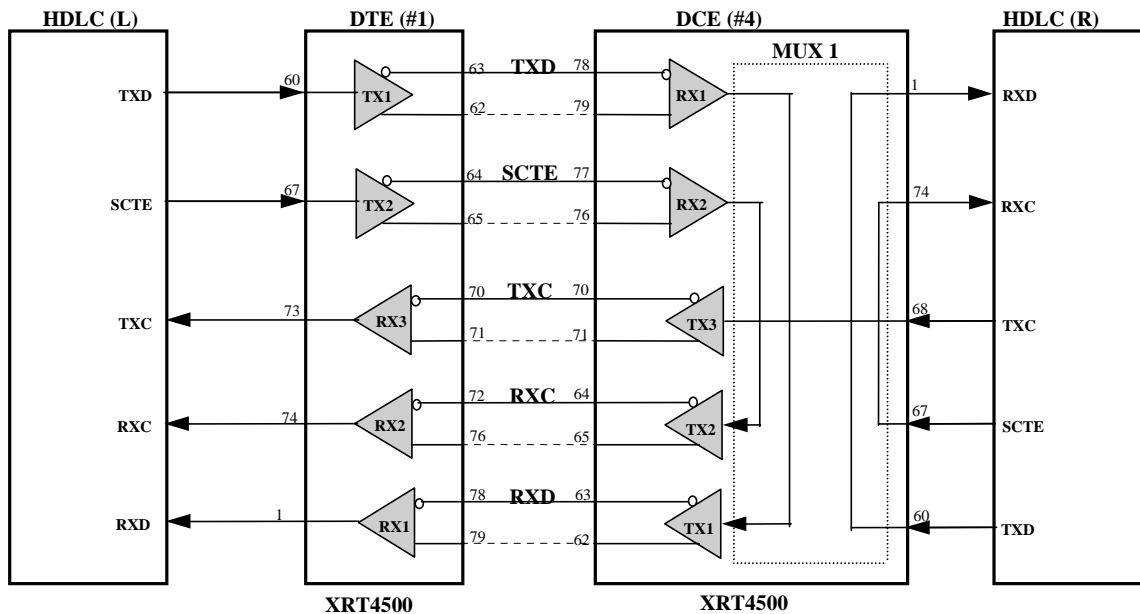 HDLC (L) DTE (#1) DCE (#4) HDLC (R)
MUX 1
TXD 60 TX1 63 TXD 78 RX1 1 RXD
62 79
SCTE 67 TX2 64 SCTE 77 RX2 74 RXC
65 76
TXC 73 RX3 70 TXC 70 TX3 68 TXC
71 71
RXC 74 RX2 72 RXC 64 TX2 67 SCTE
76 65
RXD 1 RX1 78 RXD 63 TX1 60 TXD
79 62
XRT4500 XRT4500